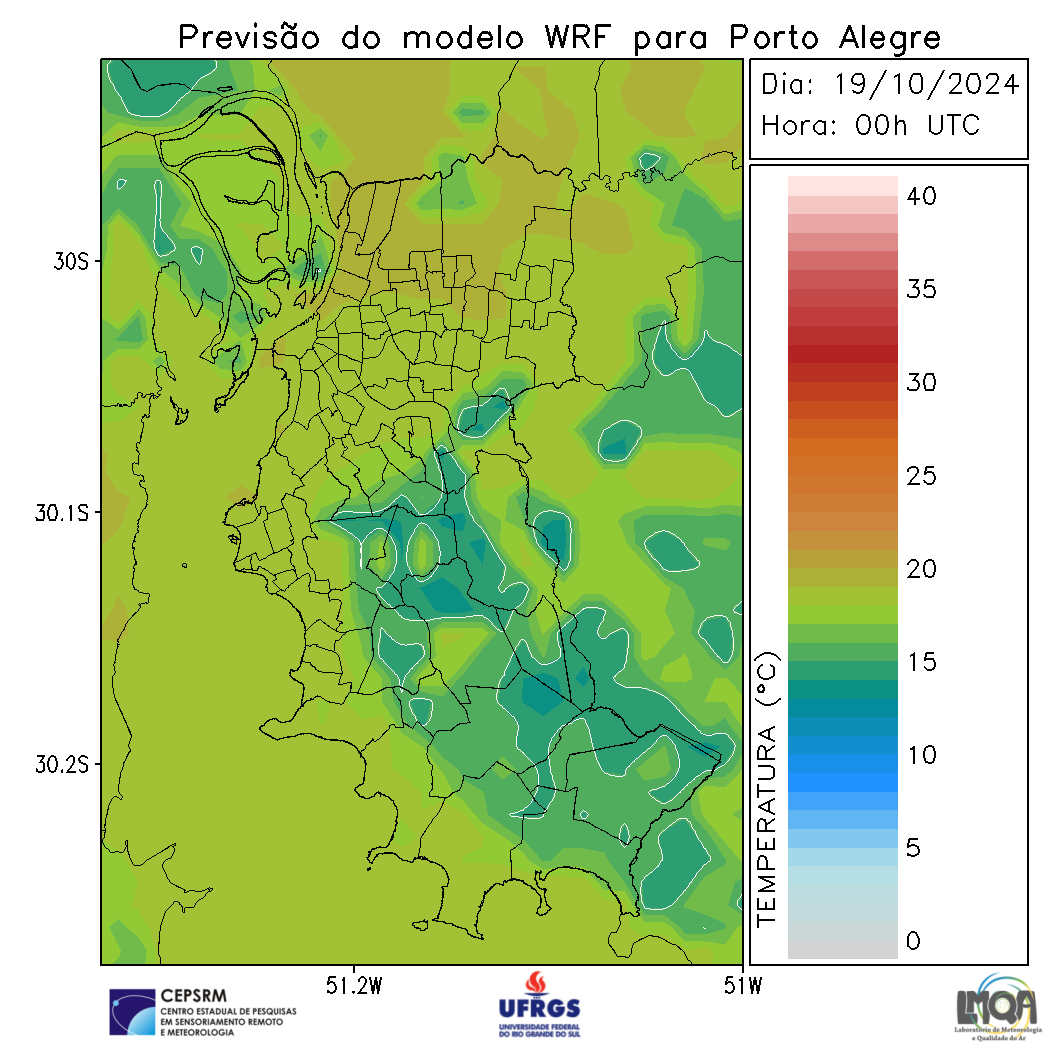 Previsão do modelo WRF para Porto Alegre
Dia: 19/10/2024
Hora: 00h UTC
40
35
30
25
20
15
10
5
0
TEMPERATURA (°C)
30S
30.1S
30.2S
51.2W
51W
CEPSRM
CENTRO ESTADUAL DE PESQUISAS
EM SENSORIAMENTO REMOTO
E METEOROLOGIA
UFRGS
UNIVERSIDADE FEDERAL
DO RIO GRANDE DO SUL
LMQA
Laboratório de Meteorologia
e Qualidade do Ar